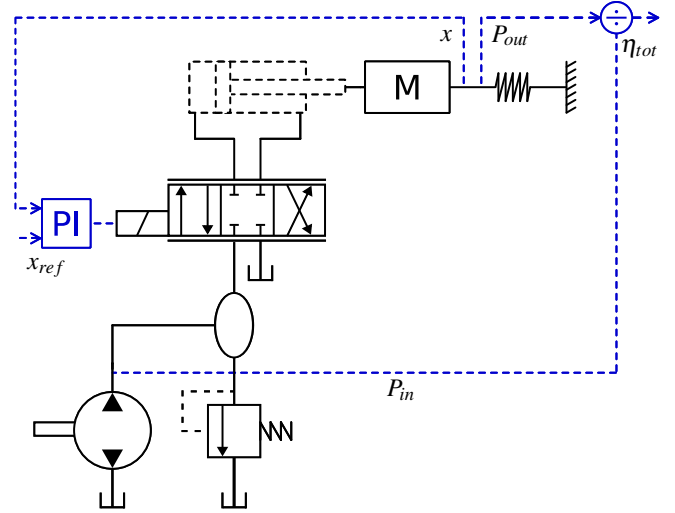 x
P_out
η_tot
M
PI
x_ref
P_in